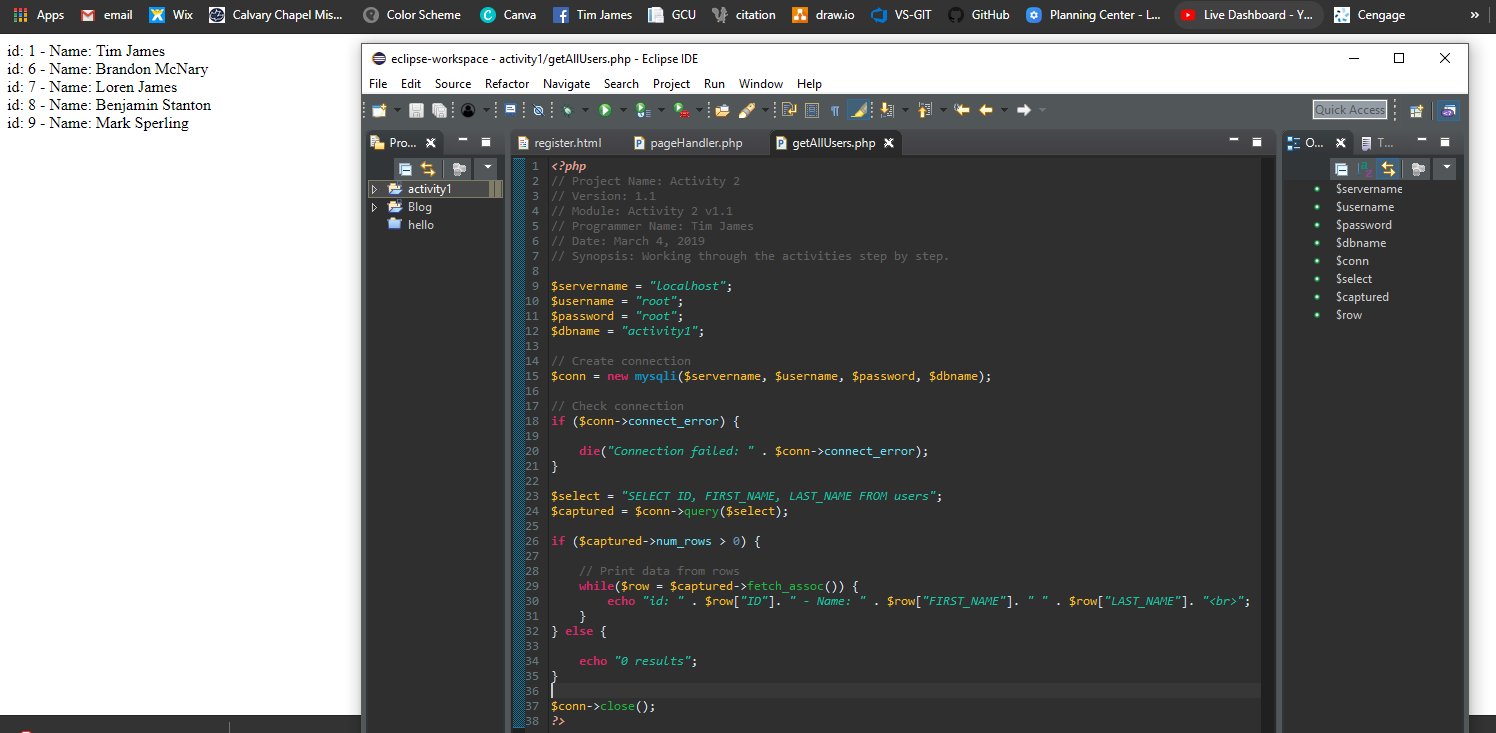 Apps email Wix Calvary Chapel Mis... Color Scheme Canva Tim James GCU citation draw.io VS-GIT GitHub Planning Center - L... Live Dashboard - Y... Cengage »
id: 1 - Name: Tim James
id: 6 - Name: Brandon McNary
id: 7 - Name: Loren James
id: 8 - Name: Benjamin Stanton
id: 9 - Name: Mark Sperling
eclipse-workspace - activity1/getAllUsers.php - Eclipse IDE
File Edit Source Refactor Navigate Search Project Run Window Help
Quick Access
Pro...
activity1
Blog
hello
register.html pageHandler.php getAllUsers.php
1 <?php
2 // Project Name: Activity 2
3 // Version: 1.1
4 // Module: Activity 2 v1.1
5 // Programmer Name: Tim James
6 // Date: March 4, 2019
7 // Synopsis: Working through the activities step by step.
8
9 $servername = "localhost";
10 $username = "root";
11 $password = "root";
12 $dbname = "activity1";
13
14 // Create connection
15 $conn = new mysqli($servername, $username, $password, $dbname);
16
17 // Check connection
18 if ($conn->connect_error) {
19
20 die("Connection failed: " . $conn->connect_error);
21 }
22
23 $select = "SELECT ID, FIRST_NAME, LAST_NAME FROM users";
24 $captured = $conn->query($select);
25
26 if ($captured->num_rows > 0) {
27
28 // Print data from rows
29 while($row = $captured->fetch_assoc()) {
30 echo "id: " . $row["ID"]. " - Name: " . $row["FIRST_NAME"]. " " . $row["LAST_NAME"]. "<br>";
31 }
32 } else {
33
34 echo "0 results";
35 }
36
37 $conn->close();
38 ?>
O... T...
$servername
$username
$password
$dbname
$conn
$select
$captured
$row